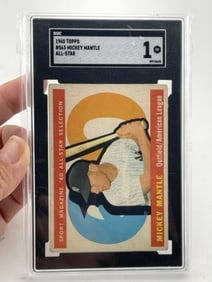 SGC
1960 TOPPS
#563 MICKEY MANTLE
ALL-STAR
1
SPORT MAGAZINE '60 ALL-STAR SELECTION
MICKEY MANTLE
Outfield/American League